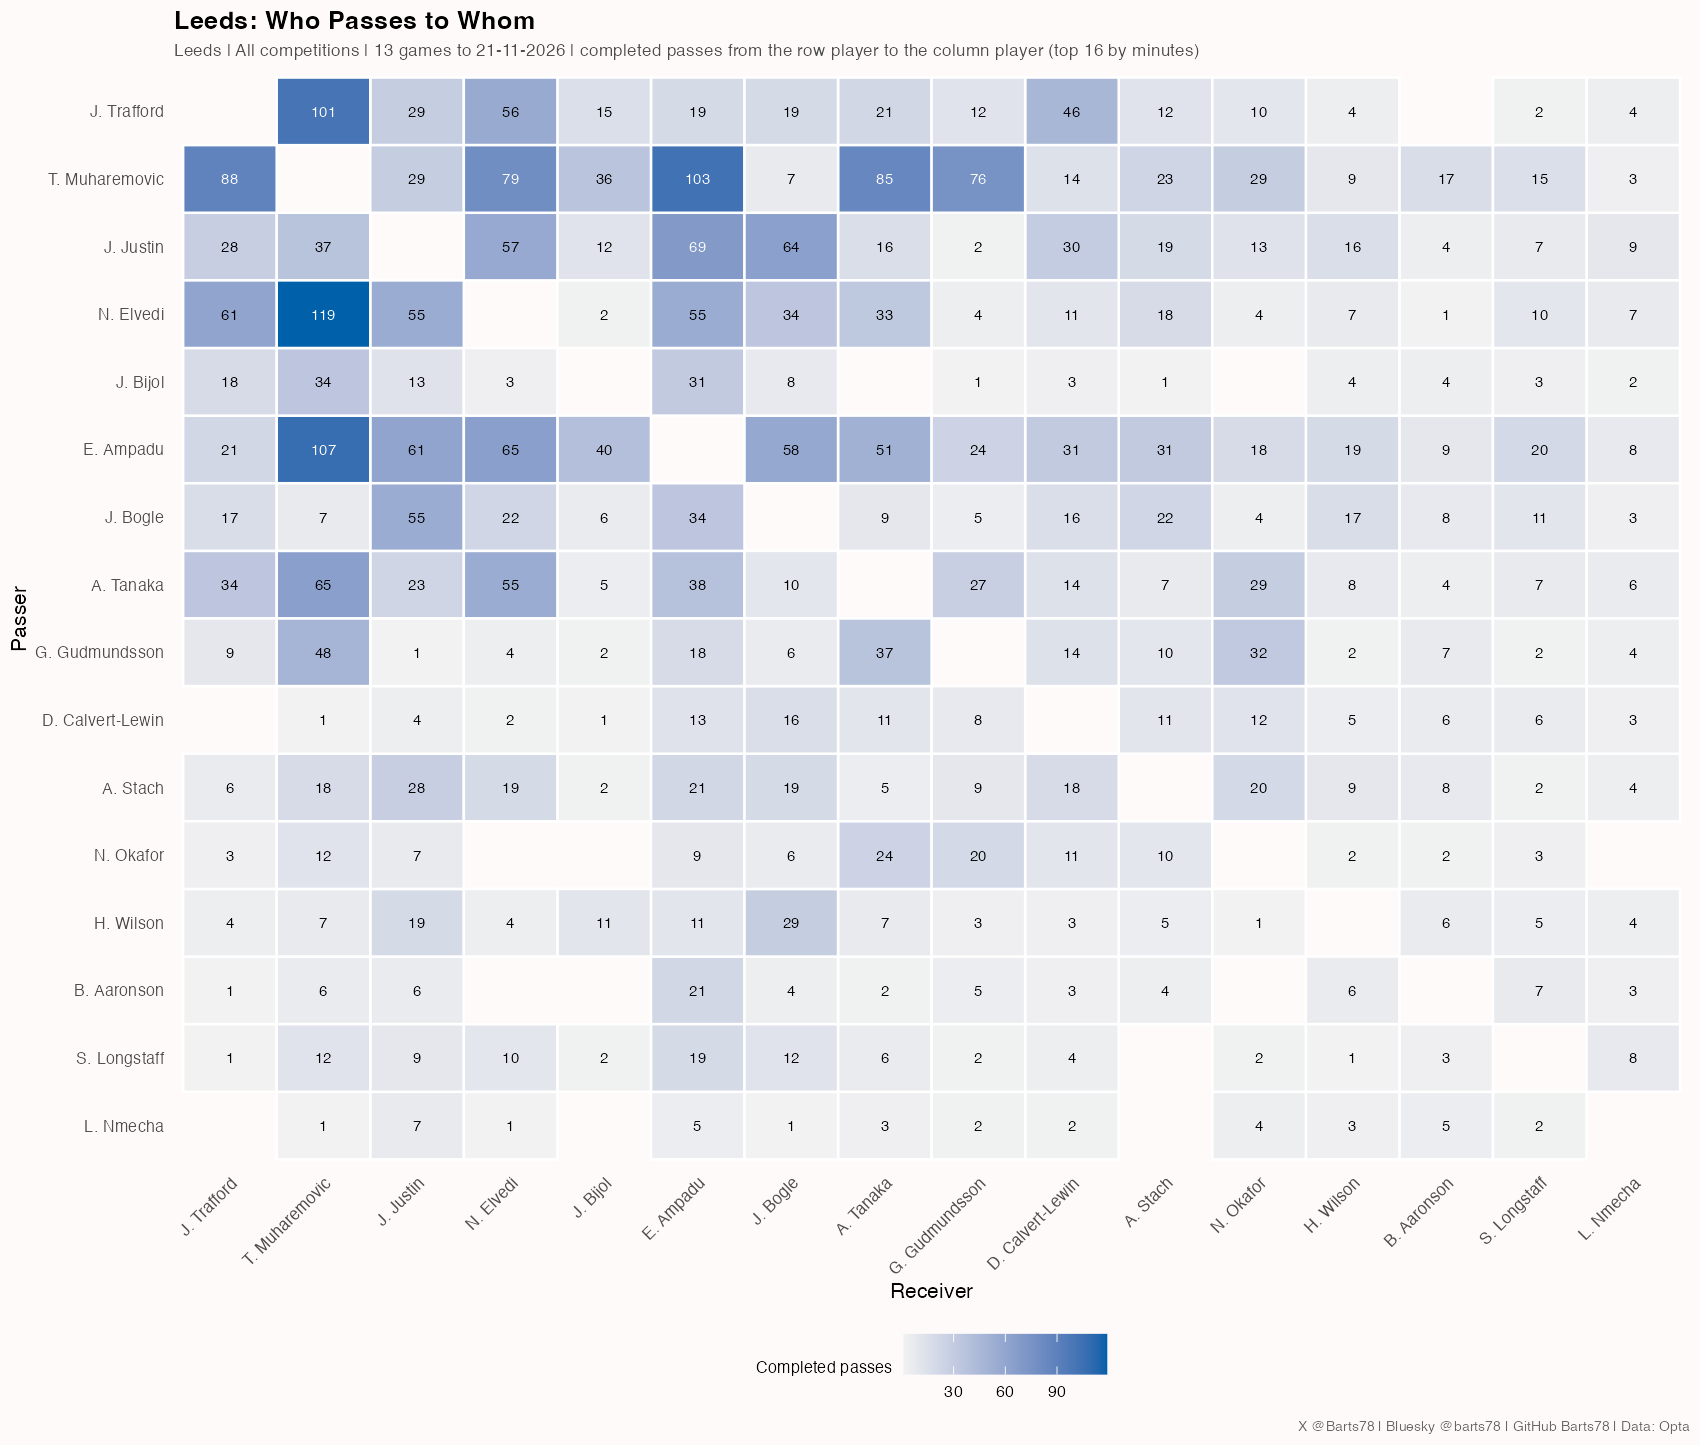 Leeds: Who Passes to Whom
Leeds | All competitions | 13 games to 21-11-2026 | completed passes from the row player to the column player (top 16 by minutes)
J. Trafford 101 29 56 15 19 19 21 12 46 12 10 4 2 4
T. Muharemovic 88 29 79 36 103 7 85 76 14 23 29 9 17 15 3
J. Justin 28 37 57 12 69 64 16 2 30 19 13 16 4 7 9
N. Elvedi 61 119 55 2 55 34 33 4 11 18 4 7 1 10 7
J. Bijol 18 34 13 3 31 8 1 3 1 4 4 3 2
E. Ampadu 21 107 61 65 40 58 51 24 31 31 18 19 9 20 8
J. Bogle 17 7 55 22 6 34 9 5 16 22 4 17 8 11 3
A. Tanaka 34 65 23 55 5 38 10 27 14 7 29 8 4 7 6
Passer
G. Gudmundsson 9 48 1 4 2 18 6 37 14 10 32 2 7 2 4
D. Calvert-Lewin 1 4 2 1 13 16 11 8 11 12 5 6 6 3
A. Stach 6 18 28 19 2 21 19 5 9 18 20 9 8 2 4
N. Okafor 3 12 7 9 6 24 20 11 10 2 2 3
H. Wilson 4 7 19 4 11 11 29 7 3 3 5 1 6 5 4
B. Aaronson 1 6 6 21 4 2 5 3 4 6 7 3
S. Longstaff 1 12 9 10 2 19 12 6 2 4 2 1 3 8
L. Nmecha 1 7 1 5 1 3 2 2 4 3 5 2
J. Trafford T. Muharemovic J. Justin N. Elvedi J. Bijol E. Ampadu J. Bogle A. Tanaka G. Gudmundsson D. Calvert-Lewin A. Stach N. Okafor H. Wilson B. Aaronson S. Longstaff L. Nmecha
Receiver
Completed passes
30 60 90
X @Barts78 | Bluesky @barts78 | GitHub Barts78 | Data: Opta